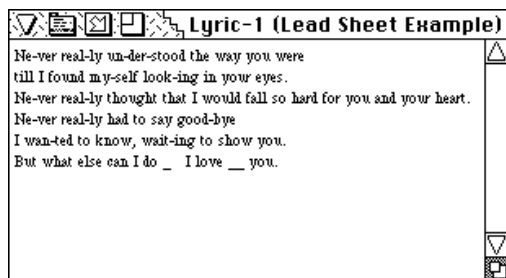 Lyric-1 (Lead Sheet Example)
Ne-ver real-ly un-der-stood the way you were
till I found my-self look-ing in your eyes.
Ne-ver real-ly thought that I would fall so hard for you and your heart.
Ne-ver real-ly had to say good-bye
I wan-ted to know, wait-ing to show you.
But what else can I do _ I love __ you.